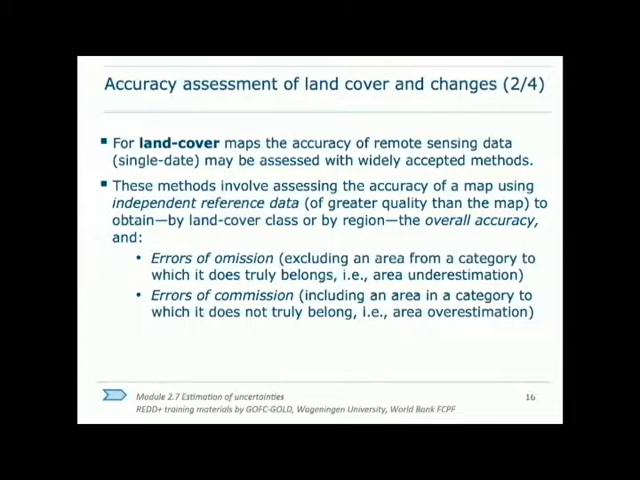 Accuracy assessment of land cover and changes (2/4)
For land-cover maps the accuracy of remote sensing data
(single-date) may be assessed with widely accepted methods.
These methods involve assessing the accuracy of a map using
independent reference data (of greater quality than the map) to
obtain—by land-cover class or by region—the overall accuracy,
and:
Errors of omission (excluding an area from a category to
which it does truly belongs, i.e., area underestimation)
Errors of commission (including an area in a category to
which it does not truly belong, i.e., area overestimation)
Module 2.7 Estimation of uncertainties
16
REDD+ training materials by GOFC-GOLD, Wageningen University, World Bank FCPF